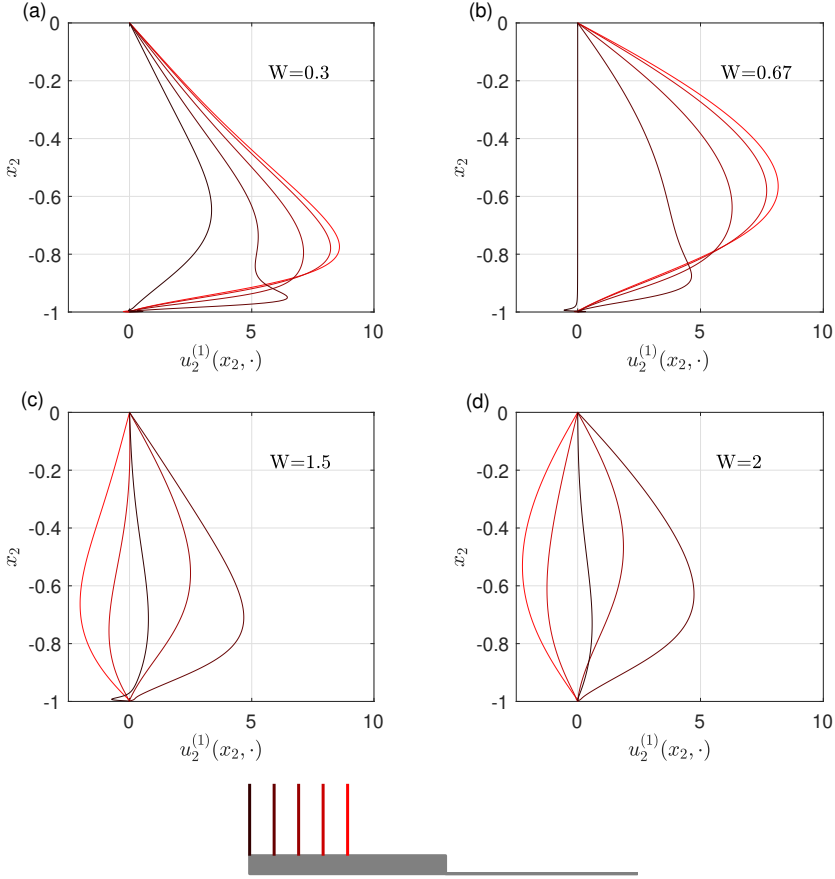 (a)
0
-0.2
-0.4
-0.6
-0.8
-1
x₂
W=0.3
0 5 10
u₂⁽¹⁾(x₂, ·)
(b)
0
-0.2
-0.4
-0.6
-0.8
-1
x₂
W=0.67
0 5 10
u₂⁽¹⁾(x₂, ·)
(c)
0
-0.2
-0.4
-0.6
-0.8
-1
x₂
W=1.5
0 5 10
u₂⁽¹⁾(x₂, ·)
(d)
0
-0.2
-0.4
-0.6
-0.8
-1
x₂
W=2
0 5 10
u₂⁽¹⁾(x₂, ·)